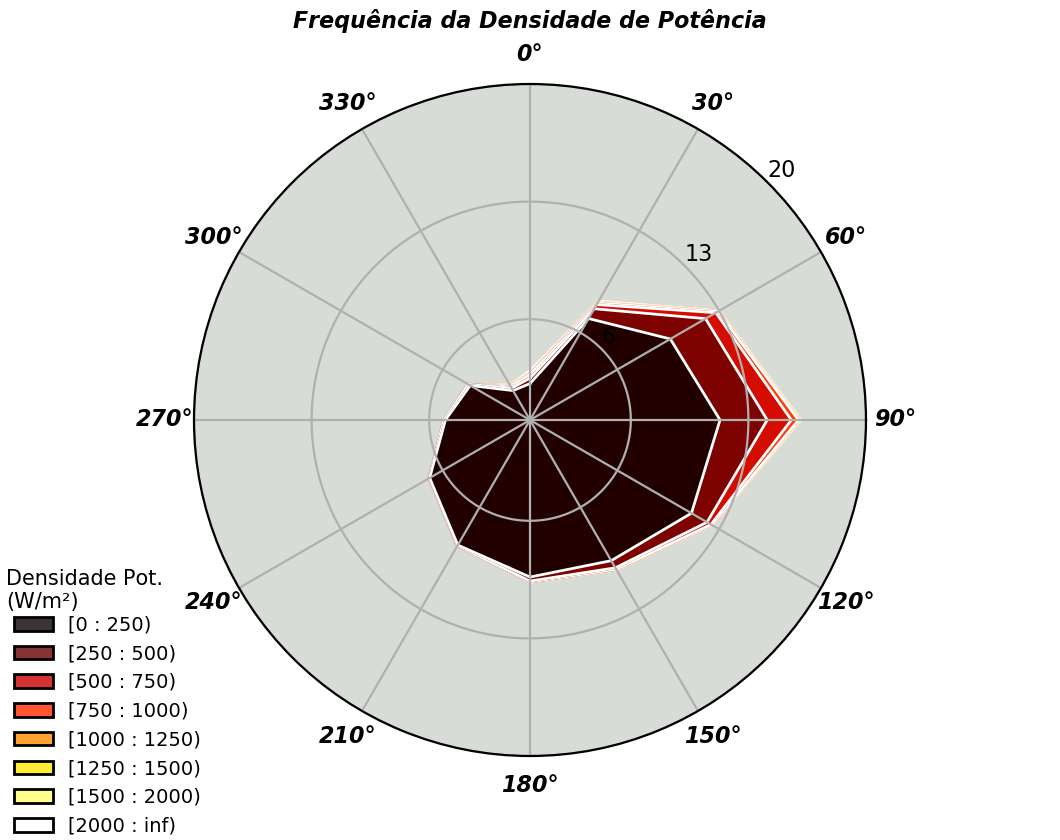 Frequência da Densidade de Potência
0°
330°
30°
20
300°
60°
13
6
270°
90°
240°
120°
210°
150°
180°
Densidade Pot.
(W/m²)
[0 : 250)
[250 : 500)
[500 : 750)
[750 : 1000)
[1000 : 1250)
[1250 : 1500)
[1500 : 2000)
[2000 : inf)